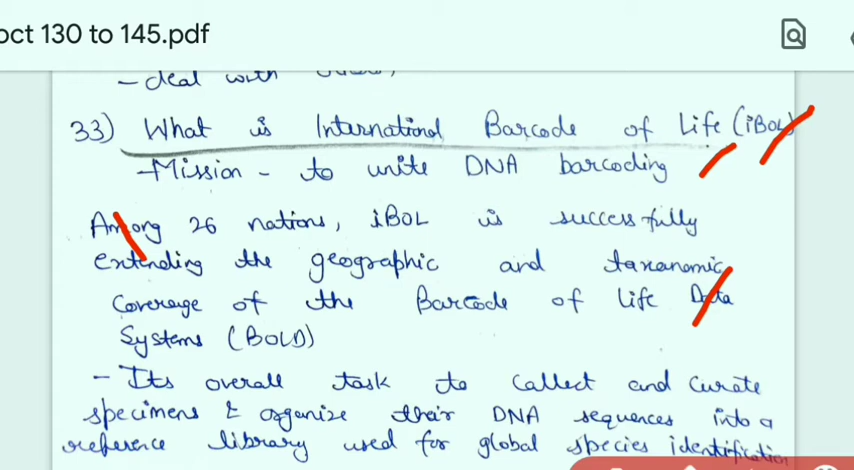 oct 130 to 145.pdf
- deal with
33) What is International Barcode of Life (iBOL)
- Mission - to unite DNA barcoding
Among 26 nations, iBOL is successfully
extending the geographic and taxanomic
Coverage of the Barcode of life Data
Systems (BOLD)
- Its overall task to collect and curate
specimens & organize their DNA sequences into a
reference library used for global species identification